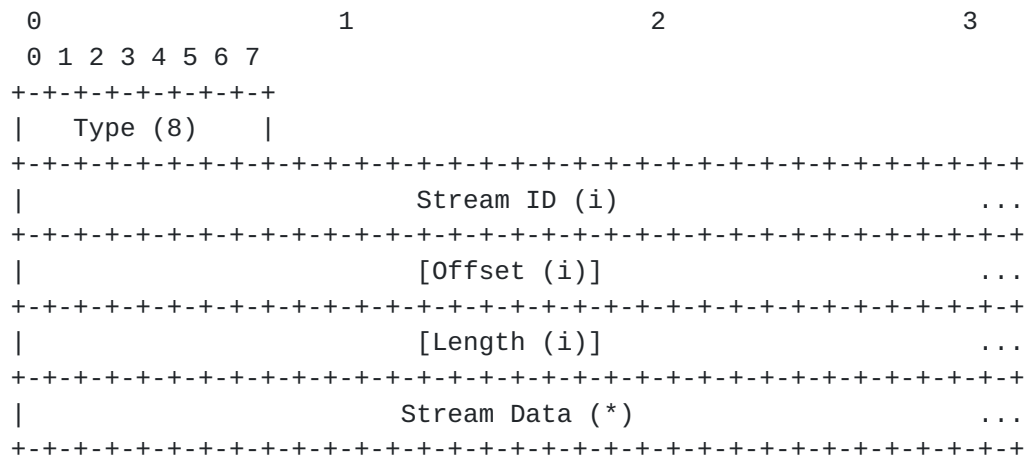 0                   1                   2                   3
 0 1 2 3 4 5 6 7
+-+-+-+-+-+-+-+-+
|   Type (8)    |
+-+-+-+-+-+-+-+-+-+-+-+-+-+-+-+-+-+-+-+-+-+-+-+-+-+-+-+-+-+-+-+-+
|                         Stream ID (i)                       ...
+-+-+-+-+-+-+-+-+-+-+-+-+-+-+-+-+-+-+-+-+-+-+-+-+-+-+-+-+-+-+-+-+
|                         [Offset (i)]                        ...
+-+-+-+-+-+-+-+-+-+-+-+-+-+-+-+-+-+-+-+-+-+-+-+-+-+-+-+-+-+-+-+-+
|                         [Length (i)]                        ...
+-+-+-+-+-+-+-+-+-+-+-+-+-+-+-+-+-+-+-+-+-+-+-+-+-+-+-+-+-+-+-+-+
|                        Stream Data (*)                      ...
+-+-+-+-+-+-+-+-+-+-+-+-+-+-+-+-+-+-+-+-+-+-+-+-+-+-+-+-+-+-+-+-+